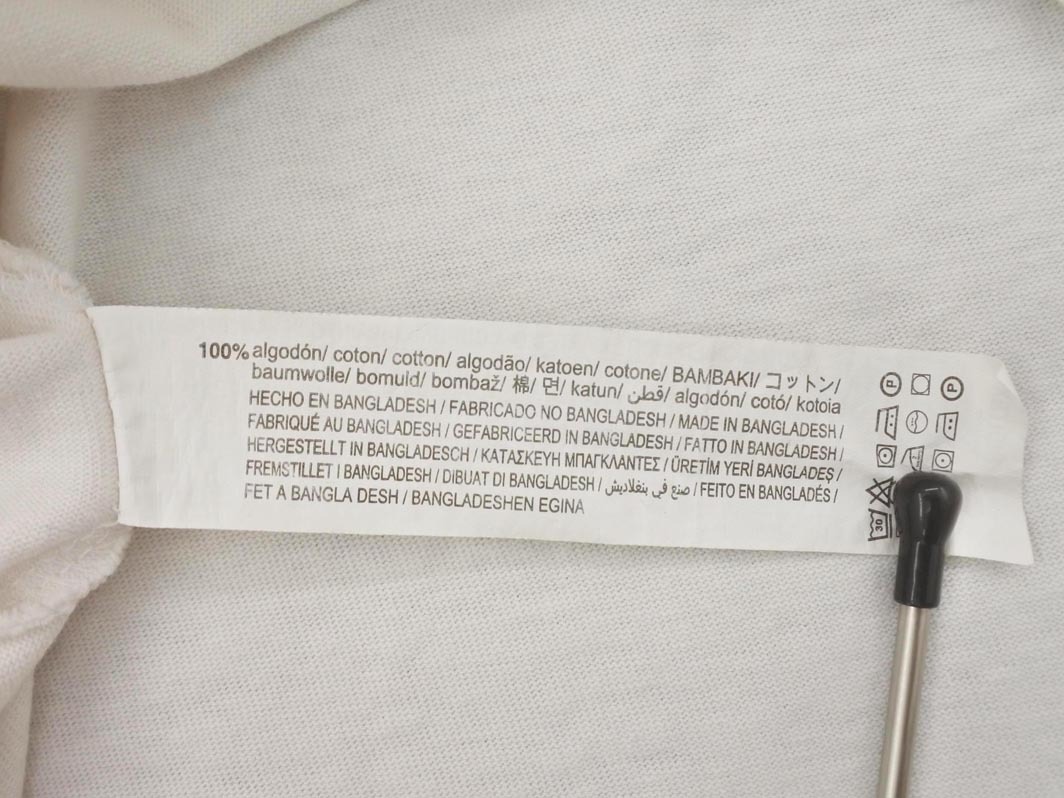 100% algodón/ coton/ cotton/ algodão/ katoen/ cotone/ BAMBAKI/ コットン/
baumwolle/ bomuld/ bombaž/ 棉/ 면/ katun/ قطن/ algodón/ cotó/ kotoia
HECHO EN BANGLADESH / FABRICADO NO BANGLADESH / MADE IN BANGLADESH /
FABRIQUÉ AU BANGLADESH / GEFABRICEERD IN BANGLADESH / FATTO IN BANGLADESH /
HERGESTELLT IN BANGLADESCH / ΚΑΤΑΣΚΕΥΗ ΜΠΑΓΚΛΑΝΤΕΣ / ÜRETİM YERİ BANGLADEŞ /
FREMSTILLET I BANGLADESH / DIBUAT DI BANGLADESH / صنع في بنغلاديش / FEITO EN BANGLADÉS /
FET A BANGLA DESH / BANGLADESHEN EGINA
P P
30